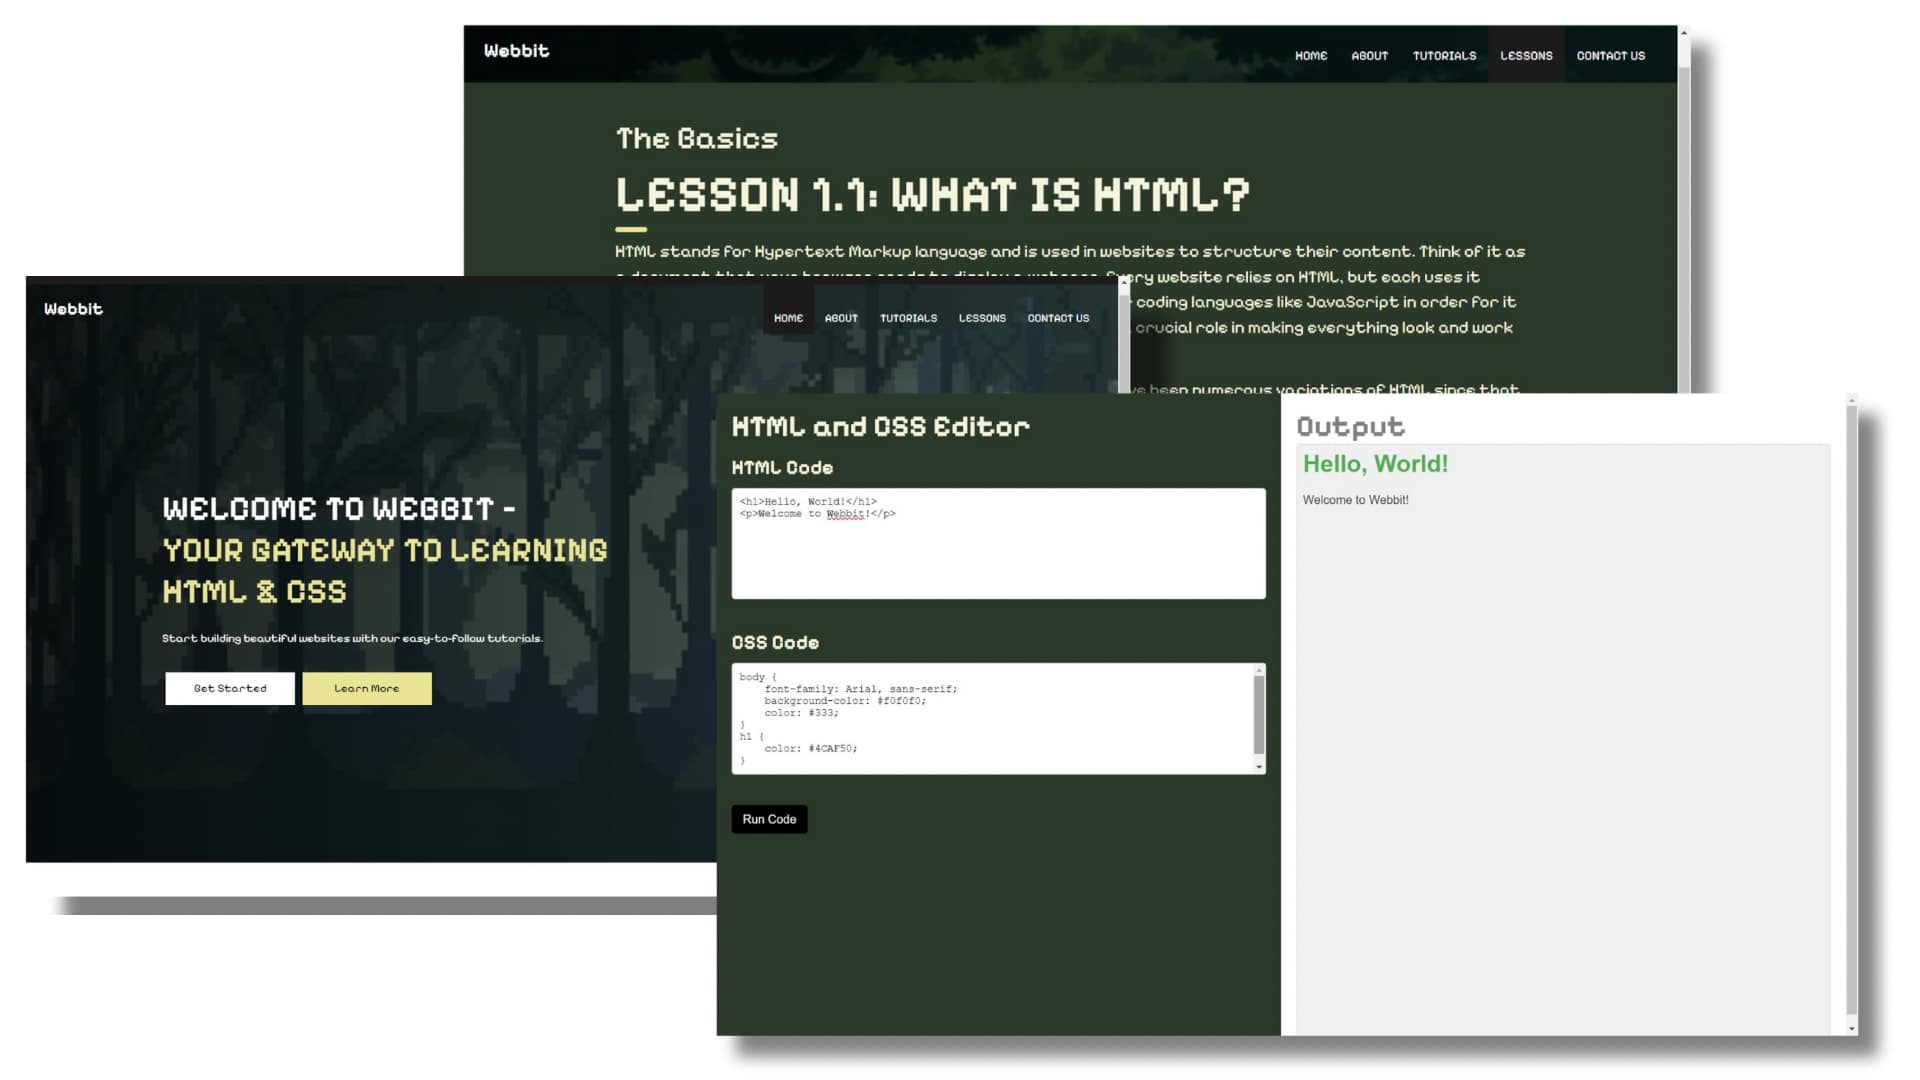 Webbit
HOME ABOUT TUTORIALS LESSONS CONTACT US
The Basics
LESSON 1.1: WHAT IS HTML?
HTML stands for Hypertext Markup language and is used in websites to structure their content. Think of it as
website relies on HTML, but each uses it
coding languages like JavaScript in order for it
crucial role in making everything look and work
been numerous variations of HTML since that
Webbit
HOME ABOUT TUTORIALS LESSONS CONTACT US
WELCOME TO WEBBIT -
YOUR GATEWAY TO LEARNING
HTML & CSS
Start building beautiful websites with our easy-to-follow tutorials.
Get Started Learn More
HTML and CSS Editor
HTML Code
<h1>Hello, World!</h1>
<p>Welcome to Webbit!</p>
CSS Code
body {
font-family: Arial, sans-serif;
background-color: #f0f0f0;
color: #333;
}
h1 {
color: #4CAF50;
}
Run Code
Output
Hello, World!
Welcome to Webbit!